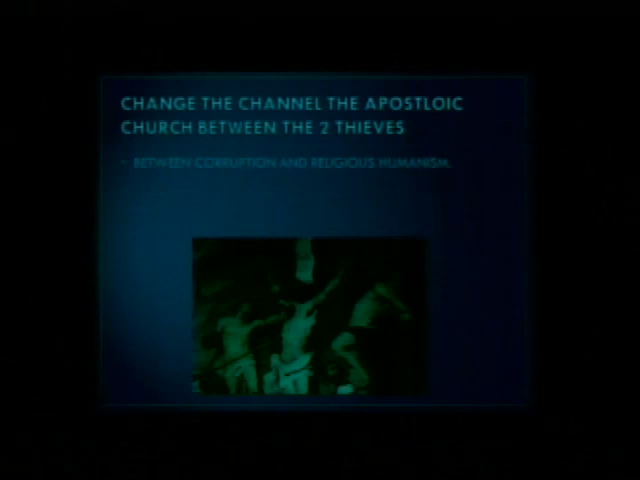 CHANGE THE CHANNEL THE APOSTLOIC
CHURCH BETWEEN THE 2 THIEVES
• BETWEEN CORRUPTION AND RELIGIOUS HUMANISM.